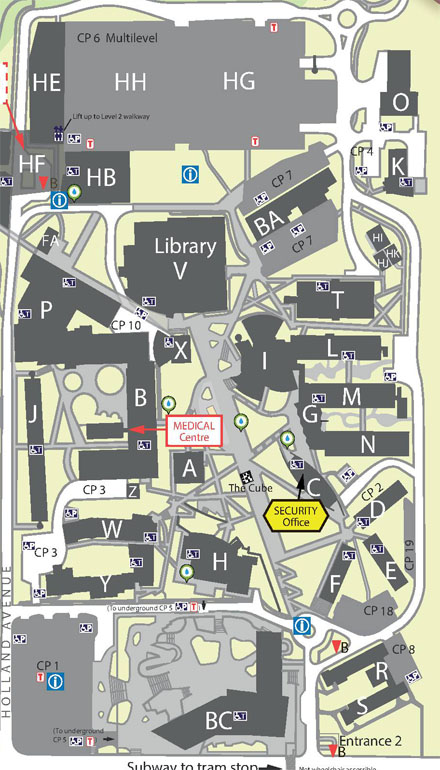 CP 6 Multilevel
T
HE
HH
HG
O
Lift up to Level 2 walkway
T
T
CP 4
HF
B
HB
i
i
CP 7
K
BA
CP 7
FA
Library
V
HI
HK
HJ
P
T
CP 10
X
I
L
J
B
M
G
MEDICAL
Centre
N
A
The Cube
C
CP 3
Z
SECURITY
Office
CP 2
D
W
CP 3
H
CP 19
E
Y
F
HOLLAND AVENUE
(To underground CP 5 T )
CP 18
i
B
CP 8
CP 1
T
i
i
R
BC
S
(To underground
CP 5 T
Entrance 2
B
Subway to tram stop
Not wheelchair accessible